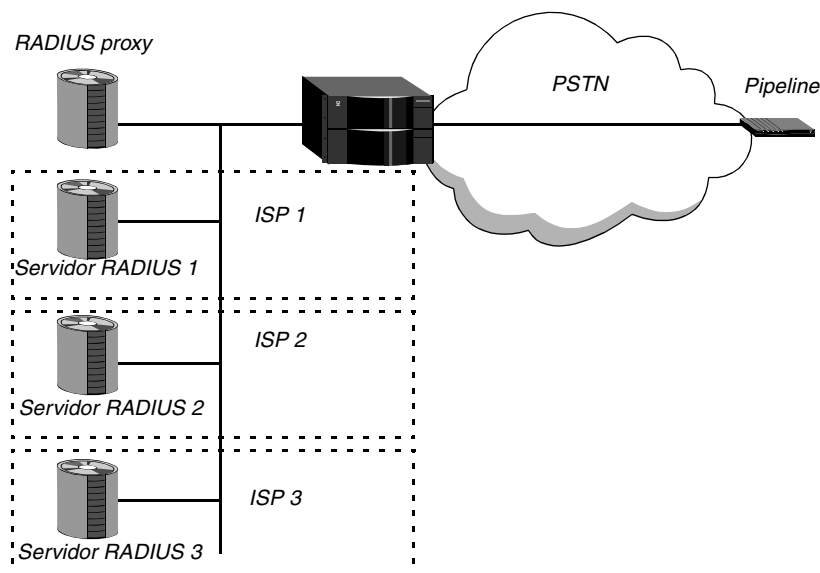 RADIUS proxy
PSTN
Pipeline
ISP 1
Servidor RADIUS 1
ISP 2
Servidor RADIUS 2
ISP 3
Servidor RADIUS 3